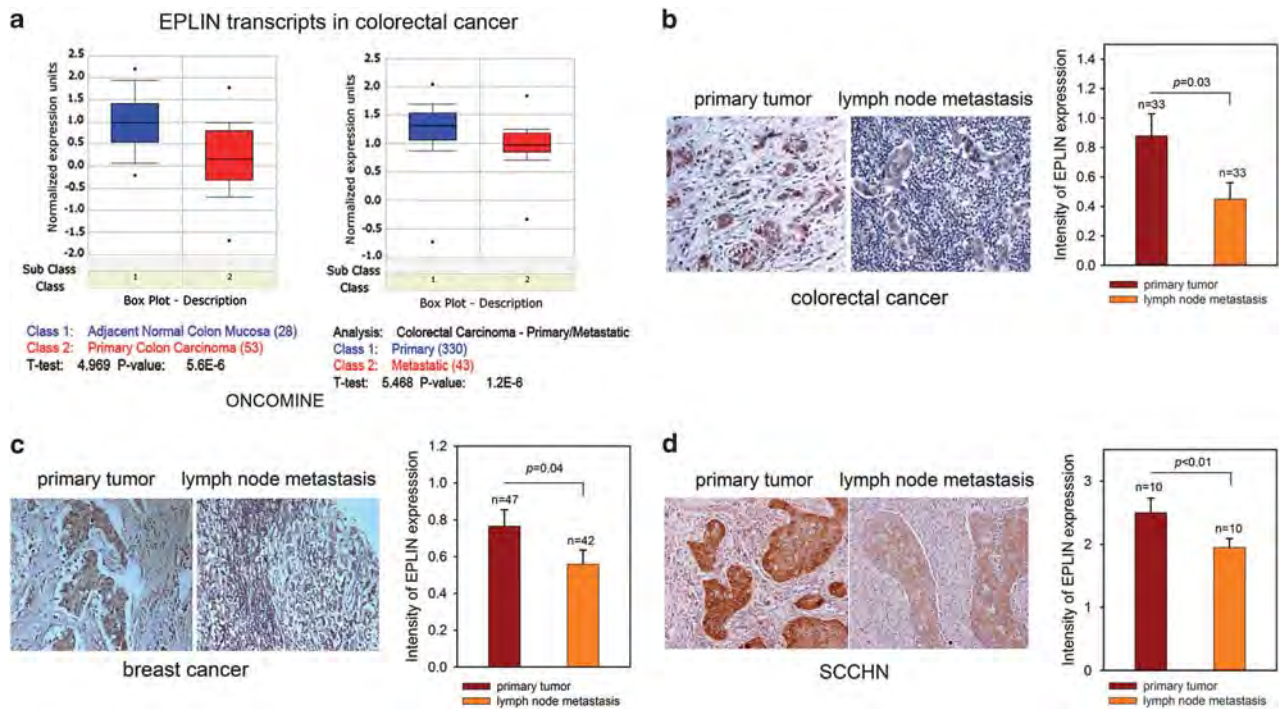 a
EPLIN transcripts in colorectal cancer
Normalized expression units
2.5
2.0
1.5
1.0
0.5
0.0
-0.5
-1.0
-1.5
-2.0
Sub Class
Class
1
2
Box Plot - Description
Class 1: Adjacent Normal Colon Mucosa (28)
Class 2: Primary Colon Carcinoma (53)
T-test: 4.969 P-value: 5.6E-6
Normalized expression units
2.5
2.0
1.5
1.0
0.5
0.0
-0.5
-1.0
Sub Class
Class
1
2
Box Plot - Description
Analysis: Colorectal Carcinoma - Primary/Metastatic
Class 1: Primary (330)
Class 2: Metastatic (43)
T-test: 5.468 P-value: 1.2E-6
ONCOMINE
b
primary tumor
lymph node metastasis
colorectal cancer
Intensity of EPLIN expresssion
1.4
1.2
1.0
0.8
0.6
0.4
0.2
0.0
p=0.03
n=33
n=33
primary tumor
lymph node metastasis
c
primary tumor
lymph node metastasis
breast cancer
Intensity of EPLIN expresssion
1.2
1.0
0.8
0.6
0.4
0.2
0.0
p=0.04
n=47
n=42
primary tumor
lymph node metastasis
d
primary tumor
lymph node metastasis
SCCHN
Intensity of EPLIN expresssion
3
2
1
0
p<0.01
n=10
n=10
primary tumor
lymph node metastasis